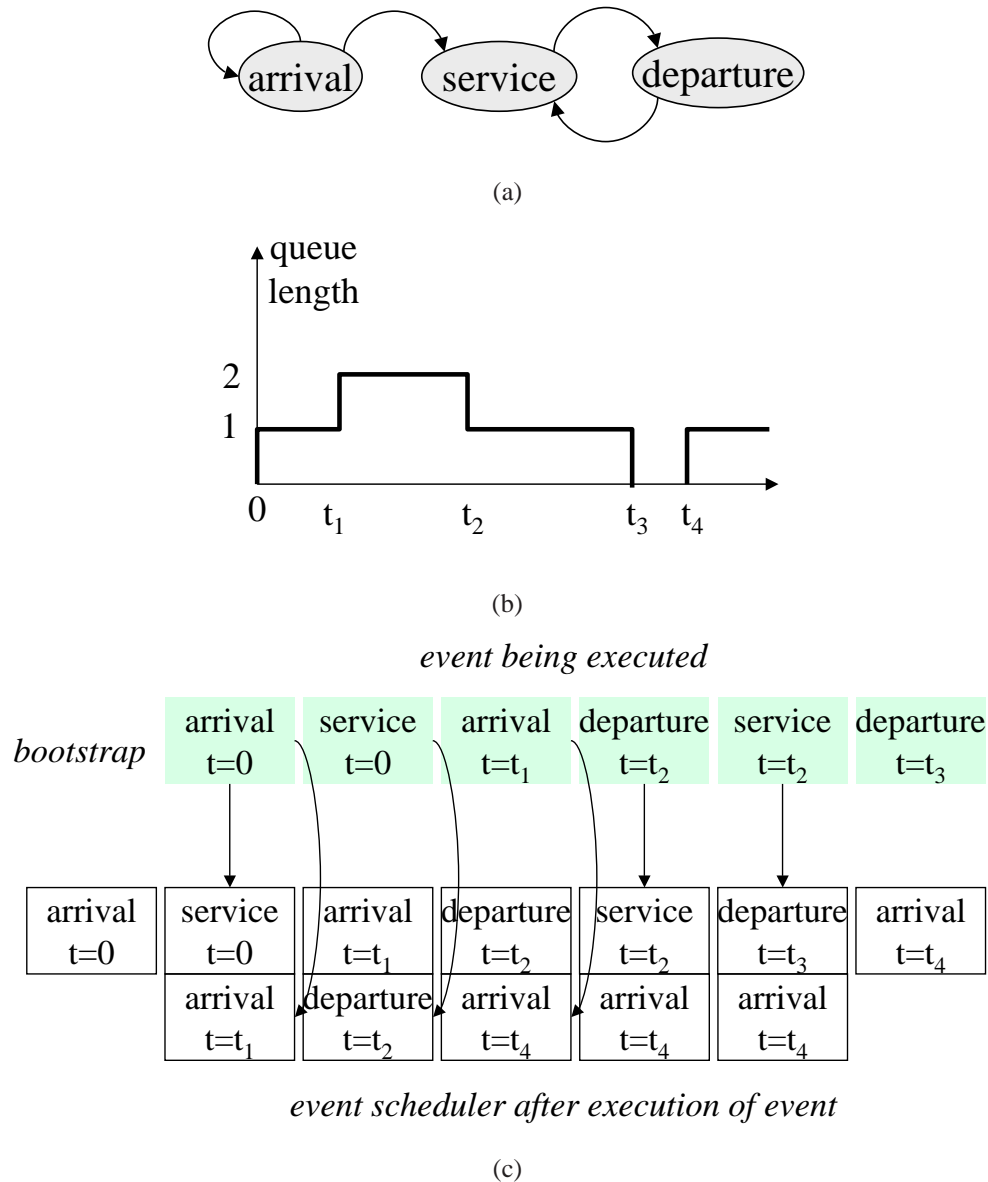 arrival service departure
(a)
queue
length
2
1
0 t₁ t₂ t₃ t₄
(b)
event being executed
arrival service arrival departure service departure
bootstrap
t=0 t=0 t=t₁ t=t₂ t=t₂ t=t₃
arrival service arrival departure service departure arrival
t=0 t=0 t=t₁ t=t₂ t=t₂ t=t₃ t=t₄
arrival departure arrival arrival arrival
t=t₁ t=t₂ t=t₄ t=t₄ t=t₄
event scheduler after execution of event
(c)